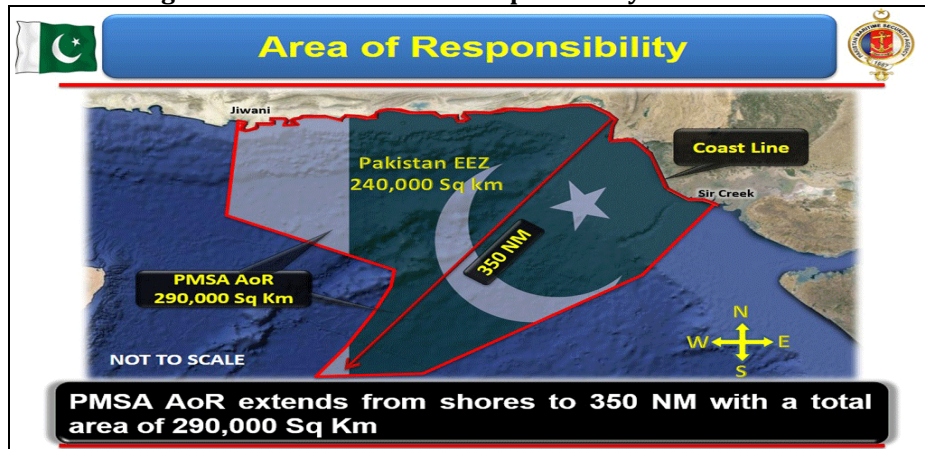 Area of Responsibility
Jiwani
Pakistan EEZ
240,000 Sq km
Coast Line
Sir Creek
350 NM
PMSA AoR
290,000 Sq Km
N
W E
S
NOT TO SCALE
PMSA AoR extends from shores to 350 NM with a total
area of 290,000 Sq Km